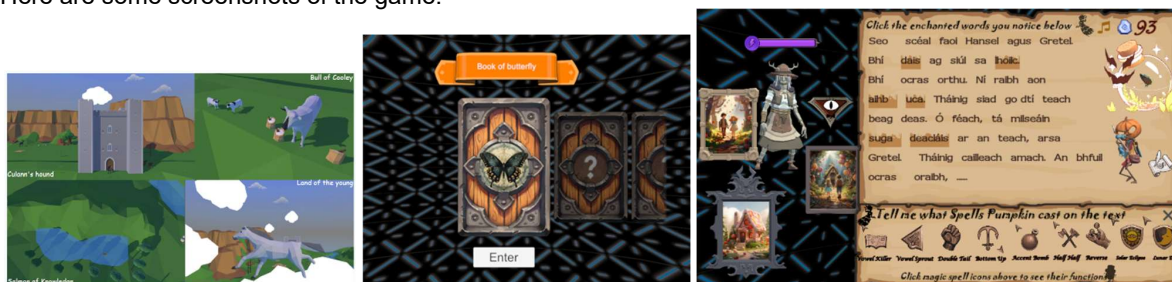 Here are some screenshots of the game:
Bull of Cooley
Culann's hound
Land of the young
Salmon of Knowledge
Book of butterfly
?
?
Enter
Click the enchanted words you notice below 93
Seo scéal faoi Hansel agus Gretel.
Bhí dáis ag siúl sa lhoilc.
Bhí ocras orthu. Ní raibh aon
aihb uca. Tháinig siad go dtí teach
beag deas. Ó féach, tá milseáin
suga deacláis ar an teach, arsa
Gretel. Tháinig cailleach amach. An bhfuil
ocras oraibh, ....
Tell me what Spells Pumpkin cast on the text
Vowel Killer Vowel Sprout Double Tail Bottom Up Accent Bomb Half Half Reverse Solar Eclipse Lunar
Click magic spell icons above to see their functions